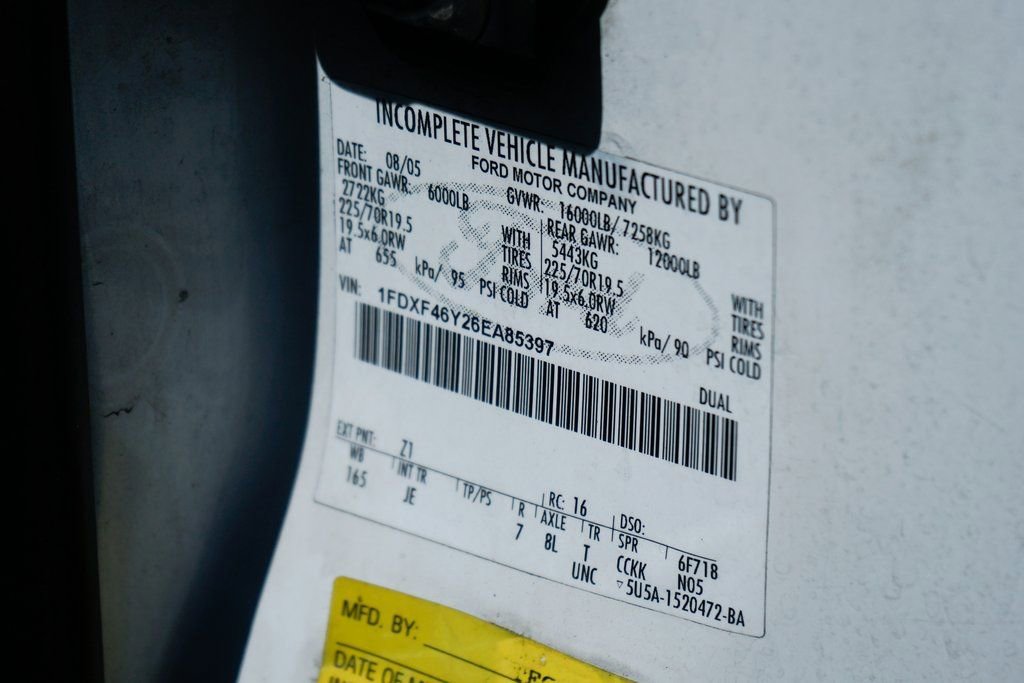 INCOMPLETE VEHICLE MANUFACTURED BY
FORD MOTOR COMPANY
DATE: 08/05 GVWR: 16000LB/ 7258KG
FRONT GAWR: 6000LB REAR GAWR: 12000LB
2722KG WITH 5443KG WITH
225/70R19.5 TIRES 225/70R19.5 TIRES
19.5x6.0RW RIMS 19.5x6.0RW RIMS
AT 655 kPa/ 95 PSI COLD AT 620 kPa/ 90 PSI COLD
VIN: 1FDXF46Y26EA85397
DUAL
EXT PNT: Z1 RC: 16 DSO: 6F718
WB INT TR TP/PS R AXLE TR SPR
165 JE 7 8L T CCKK N05
UNC ▽5U5A-1520472-BA
MFD. BY:
DATE OF